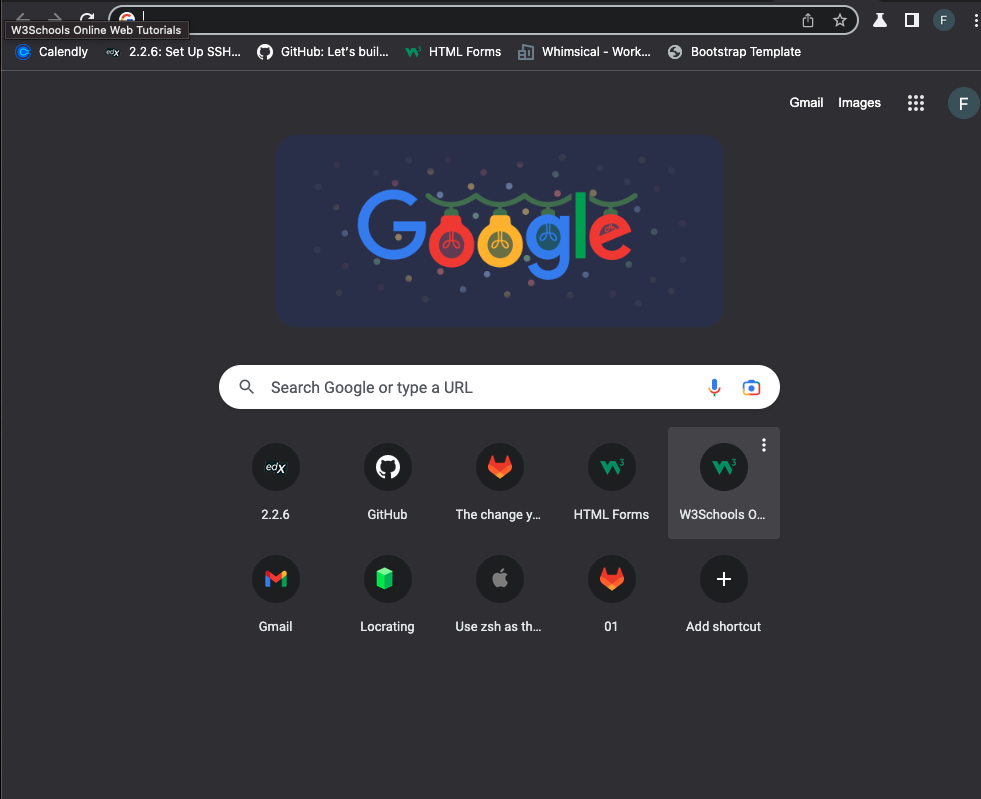 W3Schools Online Web Tutorials
Calendly edX 2.2.6: Set Up SSH... GitHub: Let's buil... HTML Forms Whimsical - Work... Bootstrap Template
F
Gmail Images F
Google
Search Google or type a URL
edX
2.2.6 GitHub The change y... HTML Forms W3Schools O...
Gmail Locrating Use zsh as th... 01 Add shortcut